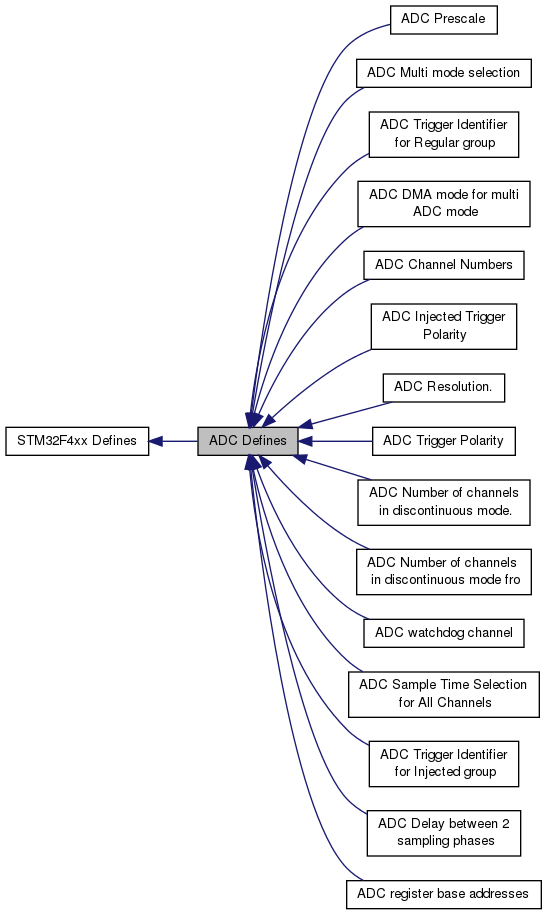 ADC Prescale
ADC Multi mode selection
ADC Trigger Identifier
for Regular group
ADC DMA mode for multi
ADC mode
ADC Channel Numbers
ADC Injected Trigger
Polarity
ADC Resolution.
STM32F4xx Defines
ADC Defines
ADC Trigger Polarity
ADC Number of channels
in discontinuous mode.
ADC Number of channels
in discontinuous mode fro
ADC watchdog channel
ADC Sample Time Selection
for All Channels
ADC Trigger Identifier
for Injected group
ADC Delay between 2
sampling phases
ADC register base addresses